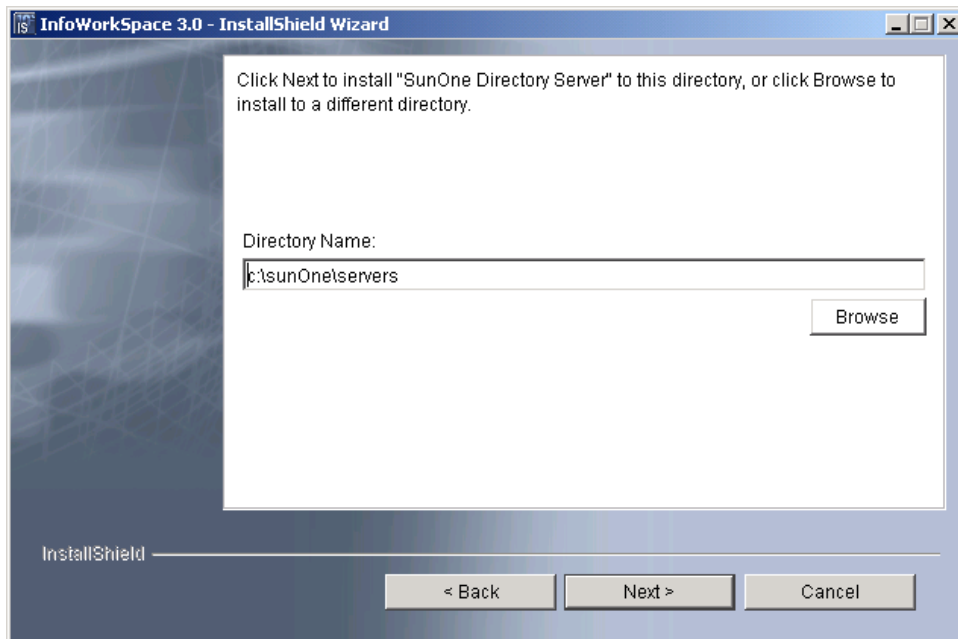 InfoWorkSpace 3.0 - InstallShield Wizard
Click Next to install "SunOne Directory Server" to this directory, or click Browse to
install to a different directory.
Directory Name:
c:\sunOne\servers
Browse
InstallShield
< Back
Next >
Cancel